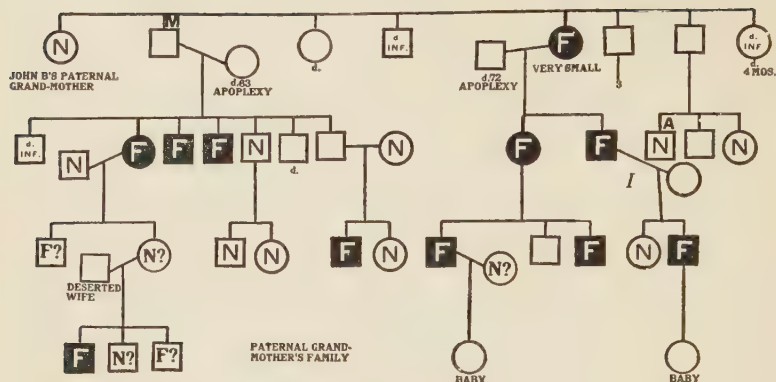 M
N
d
INF.
F
d.
INF.
d.
4 MOS.
JOHN B'S PATERNAL
GRAND-MOTHER
d.63
APOPLEXY
d.
d.72
APOPLEXY
VERY SMALL
3
d.
INF.
N
F
F
F
N
d.
N
F
F
I
A
N
N
F?
DESERTED
WIFE
N?
N
N
F
N
F
N?
F
N
F
F
N?
F?
PATERNAL GRAND-
MOTHER'S FAMILY
BABY
BABY